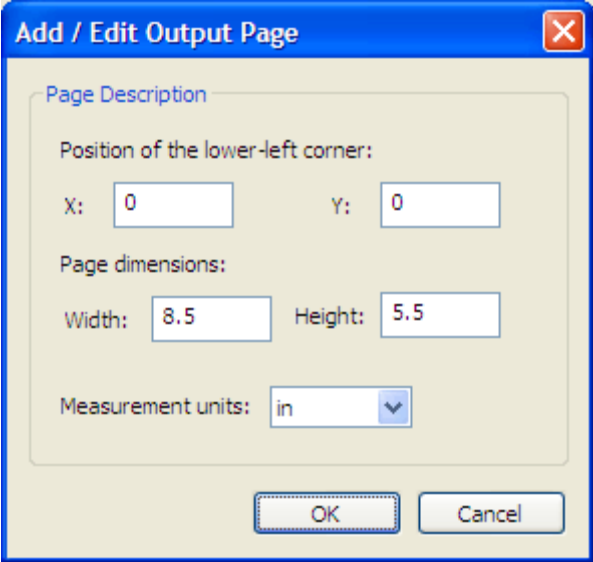 Add / Edit Output Page
Page Description
Position of the lower-left corner:
X: 0 Y: 0
Page dimensions:
Width: 8.5 Height: 5.5
Measurement units: in
OK Cancel